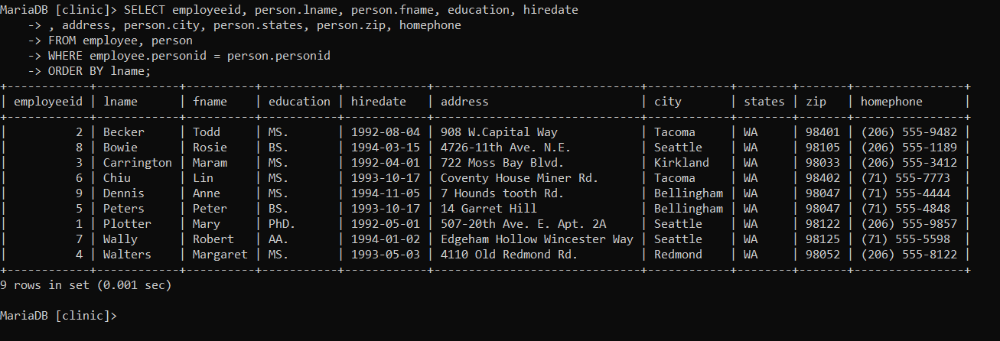 MariaDB [clinic]> SELECT employeeid, person.lname, person.fname, education, hiredate
    -> , address, person.city, person.states, person.zip, homephone
    -> FROM employee, person
    -> WHERE employee.personid = person.personid
    -> ORDER BY lname;
+------------+------------+----------+-----------+------------+------------------------------+------------+--------+-------+----------------+
| employeeid | lname      | fname    | education | hiredate   | address                      | city       | states | zip   | homephone      |
+------------+------------+----------+-----------+------------+------------------------------+------------+--------+-------+----------------+
|          2 | Becker     | Todd     | MS.       | 1992-08-04 | 908 W.Capital Way            | Tacoma     | WA     | 98401 | (206) 555-9482 |
|          8 | Bowie      | Rosie    | BS.       | 1994-03-15 | 4726-11th Ave. N.E.          | Seattle    | WA     | 98105 | (206) 555-1189 |
|          3 | Carrington | Maram    | MS.       | 1992-04-01 | 722 Moss Bay Blvd.           | Kirkland   | WA     | 98033 | (206) 555-3412 |
|          6 | Chiu       | Lin      | MS.       | 1993-10-17 | Coventy House Miner Rd.      | Tacoma     | WA     | 98402 | (71) 555-7773  |
|          9 | Dennis     | Anne     | MS.       | 1994-11-05 | 7 Hounds tooth Rd.           | Bellingham | WA     | 98047 | (71) 555-4444  |
|          5 | Peters     | Peter    | BS.       | 1993-10-17 | 14 Garret Hill               | Bellingham | WA     | 98047 | (71) 555-4848  |
|          1 | Plotter    | Mary     | PhD.      | 1992-05-01 | 507-20th Ave. E. Apt. 2A     | Seattle    | WA     | 98122 | (206) 555-9857 |
|          7 | Wally      | Robert   | AA.       | 1994-01-02 | Edgeham Hollow Wincester Way | Seattle    | WA     | 98125 | (71) 555-5598  |
|          4 | Walters    | Margaret | MS.       | 1993-05-03 | 4110 Old Redmond Rd.         | Redmond    | WA     | 98052 | (206) 555-8122 |
+------------+------------+----------+-----------+------------+------------------------------+------------+--------+-------+----------------+
9 rows in set (0.001 sec)

MariaDB [clinic]>